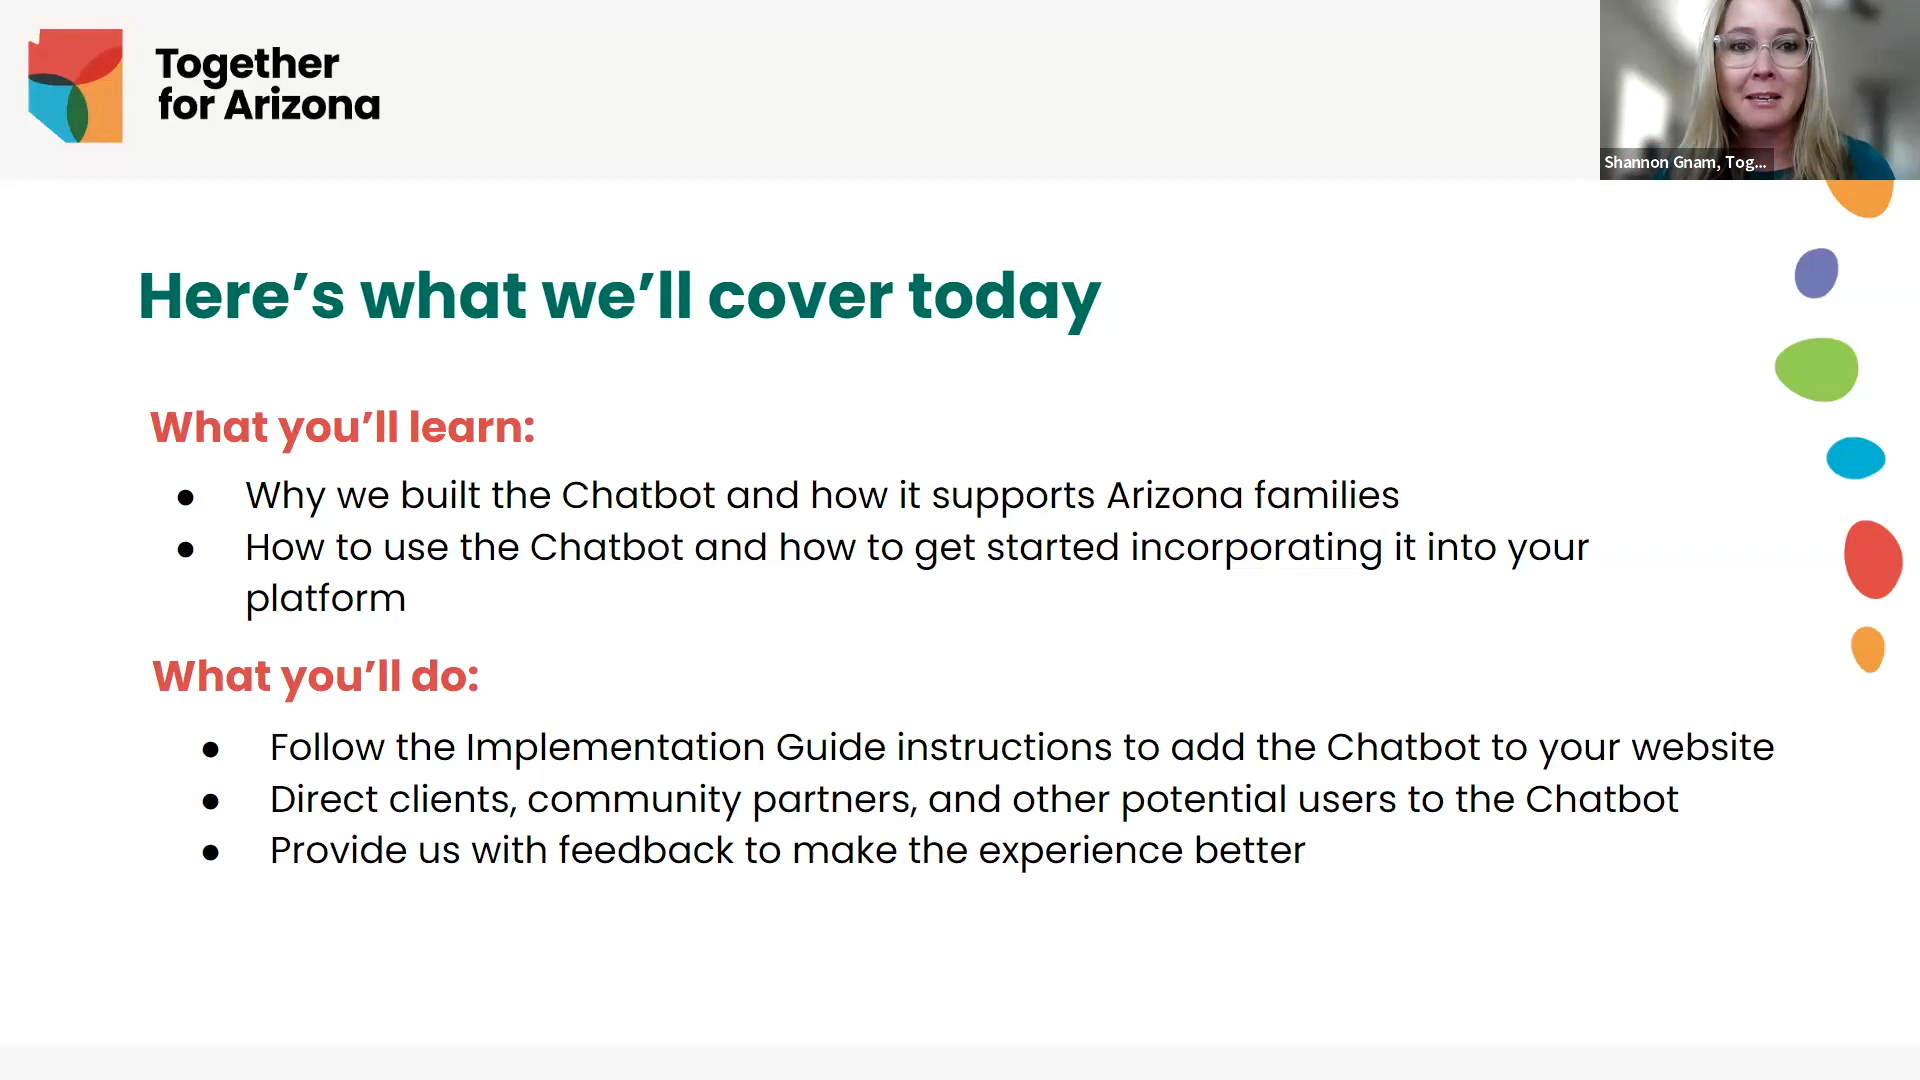 Together
for Arizona
Shannon Gnam, Tog...
Here’s what we’ll cover today
What you’ll learn:
● Why we built the Chatbot and how it supports Arizona families
● How to use the Chatbot and how to get started incorporating it into your
platform
What you’ll do:
● Follow the Implementation Guide instructions to add the Chatbot to your website
● Direct clients, community partners, and other potential users to the Chatbot
● Provide us with feedback to make the experience better